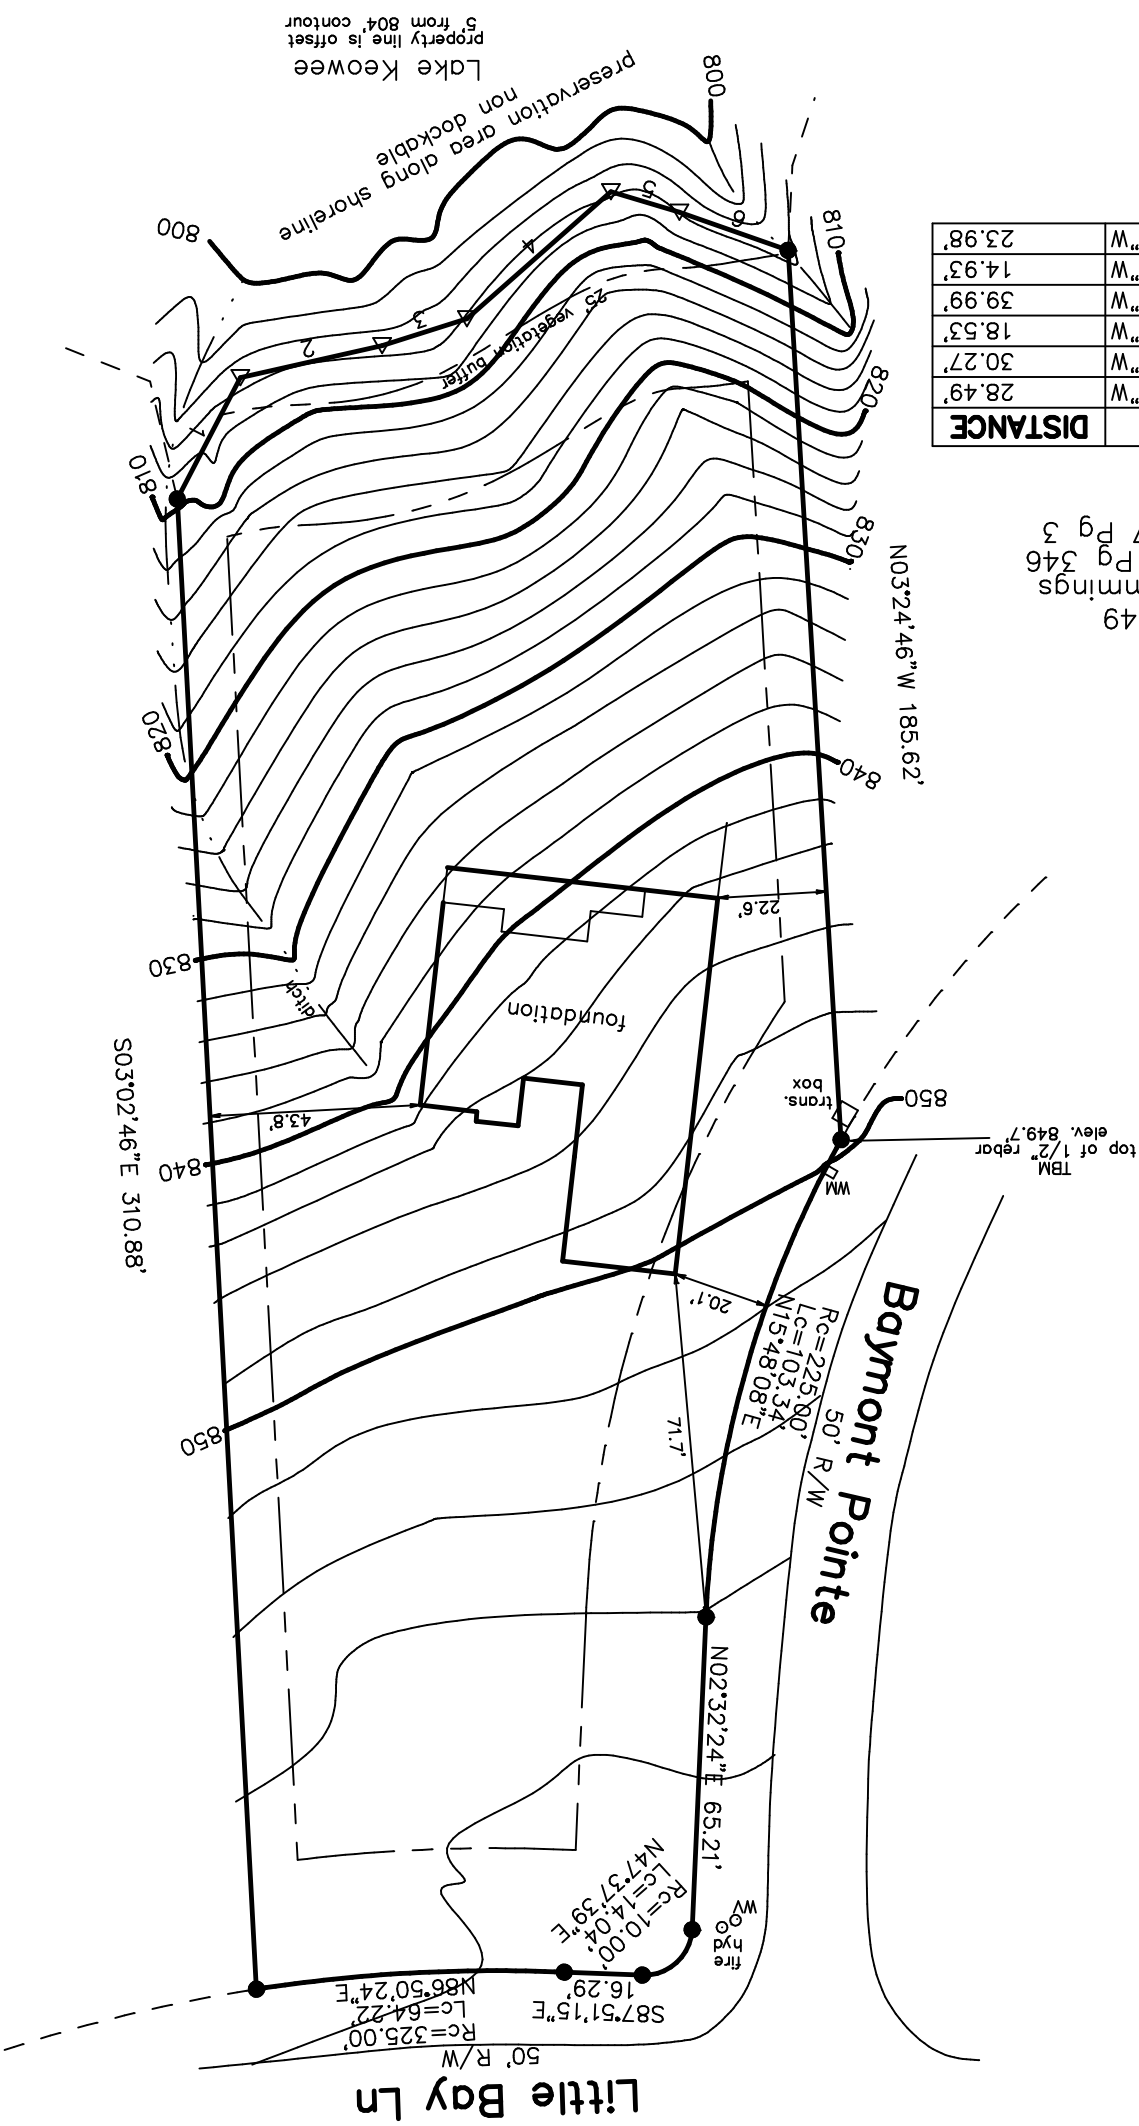 Little Bay Ln
50' R/W
Rc=325.00'
Lc=64.22'
N86°50'24"E
S87°51'15"E
16.29'
fire
hyd
WV
Rc=10.00'
Lc=14.04'
N47°37'39"E
N02°32'24"E 65.21'
Baymont Pointe
50' R/W
Rc=225.00'
Lc=103.34'
N15°48'08"E
71.7'
20.1'
850
850
WM
TBM
top of 1/2" rebar
elev. 849.7'
850
trans.
box
S03°02'46"E 310.88'
840
43.8'
foundation
ditch
830
22.6'
840
N03°24'46"W 185.62'
820
830
820
810
810
49
mmings
Pg 346
7 Pg 3
DISTANCE
"W 28.49'
"W 30.27'
"W 18.53'
"W 39.99'
"W 14.93'
"W 23.98'
25' vegetation buffer
1
2
3
4
5
6
800
800
preservation area along shoreline
non dockable
Lake Keowee
property line is offset
5' from 804' contour